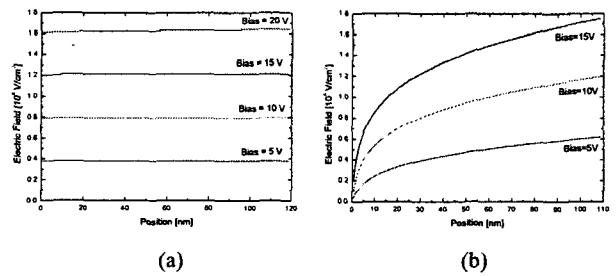 Electric Field [10⁴ V/cm]
1.8
1.6
1.4
1.2
1.0
0.8
0.6
0.4
0.2
0.0
Bias = 20 V
Bias = 15 V
Bias = 10 V
Bias = 5 V
0 20 40 60 80 100 120
Position [nm]
(a)
Electric Field [10⁴ V/cm]
1.8
1.6
1.4
1.2
1.0
0.8
0.6
0.4
0.2
0.0
Bias=15V
Bias=10V
Bias=5V
0 10 20 30 40 50 60 70 80 90 100 110
Position [nm]
(b)